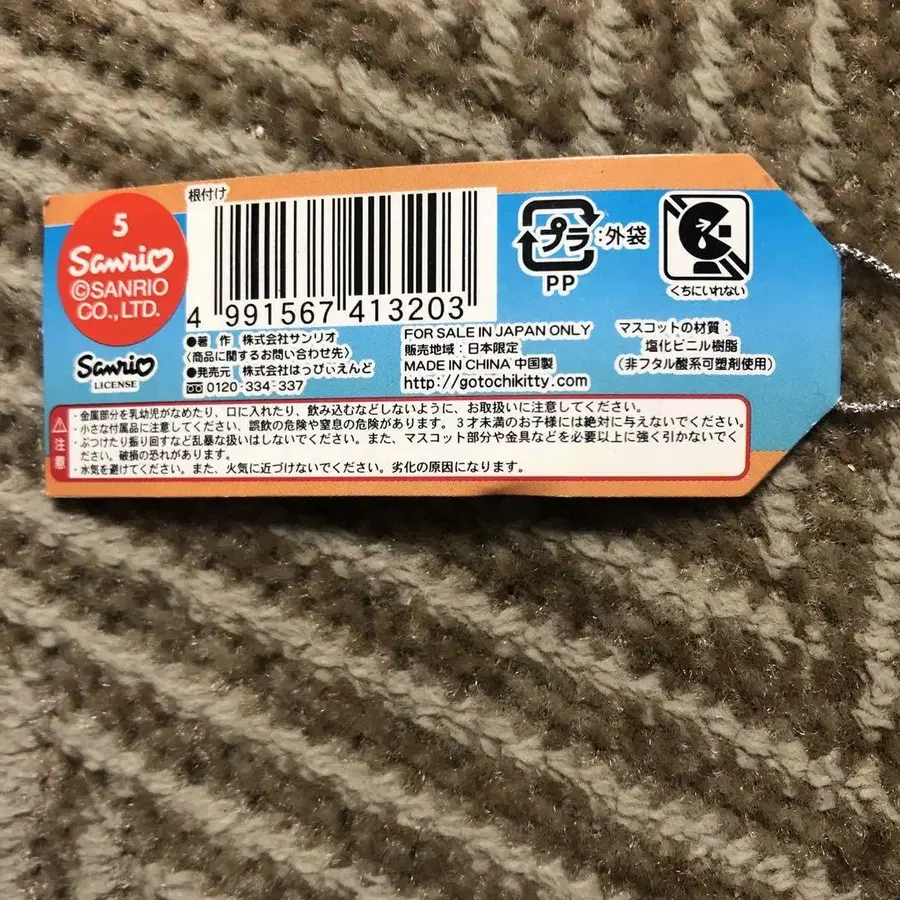 5
Sanrio
©SANRIO
CO.,LTD.
Sanrio
LICENSE
根付け
4 991567 413203
●著 作 株式会社サンリオ
〈商品に関するお問い合わせ先〉
●発売元 株式会社はっぴいえんど
0120-334-337
プラ:外袋
PP
くちにいれない
FOR SALE IN JAPAN ONLY
販売地域:日本限定
MADE IN CHINA 中国製
http://gotochikitty.com
マスコットの材質:
塩化ビニル樹脂
(非フタル酸系可塑剤使用)
注意
・金属部分を乳幼児がなめたり、口に入れたり、飲み込むなどしないように、お取扱いに注意してください。
・小さな付属品に注意してください、誤飲の危険や窒息の危険があります。3才未満のお子様には絶対に与えないでください。
・ぶつけたり振り回すなど乱暴な扱いはしないでください。また、マスコット部分や金具などを必要以上に強く引かないでく
ださい。破損の恐れがあります。
・水気を避けてください。また、火気に近づけないでください。劣化の原因になります。